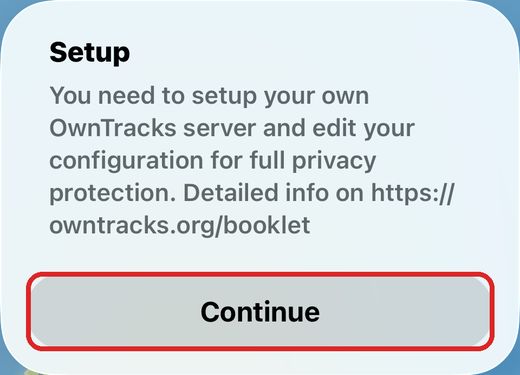 Setup
You need to setup your own
OwnTracks server and edit your
configuration for full privacy
protection. Detailed info on https://
owntracks.org/booklet
Continue